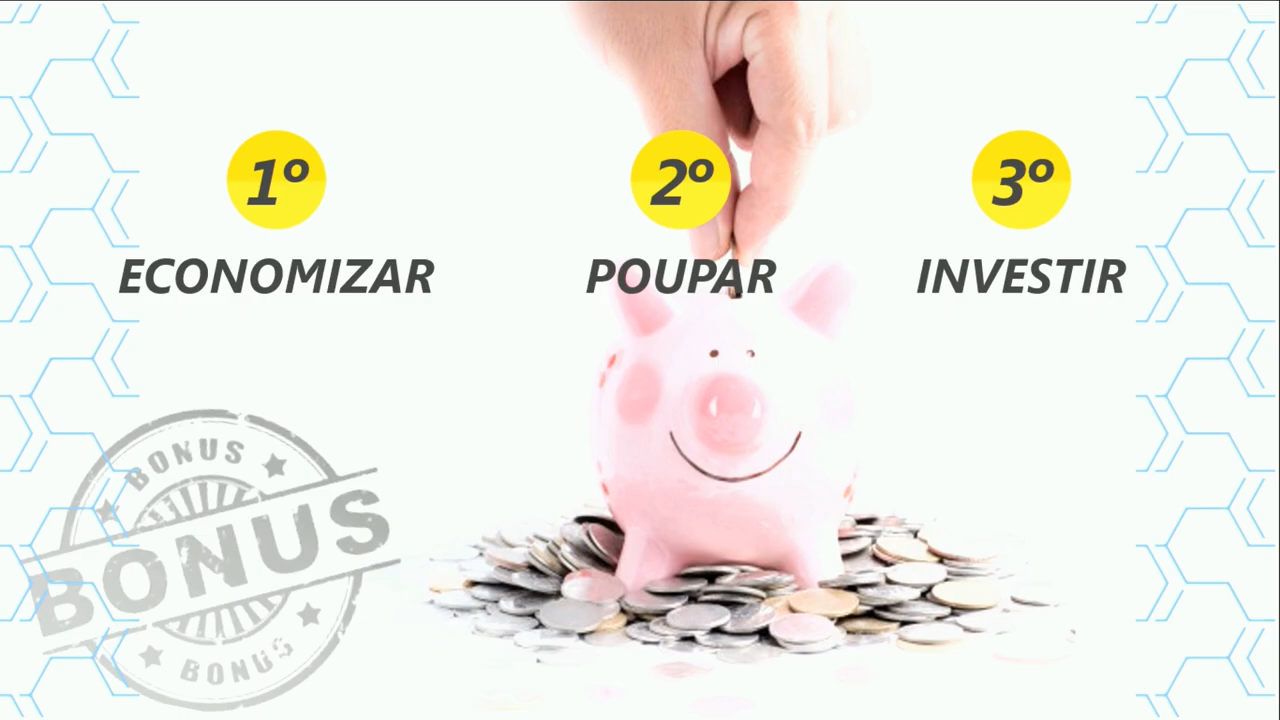 1º
ECONOMIZAR
2º
POUPAR
3º
INVESTIR
BONUS
BONUS
BONUS